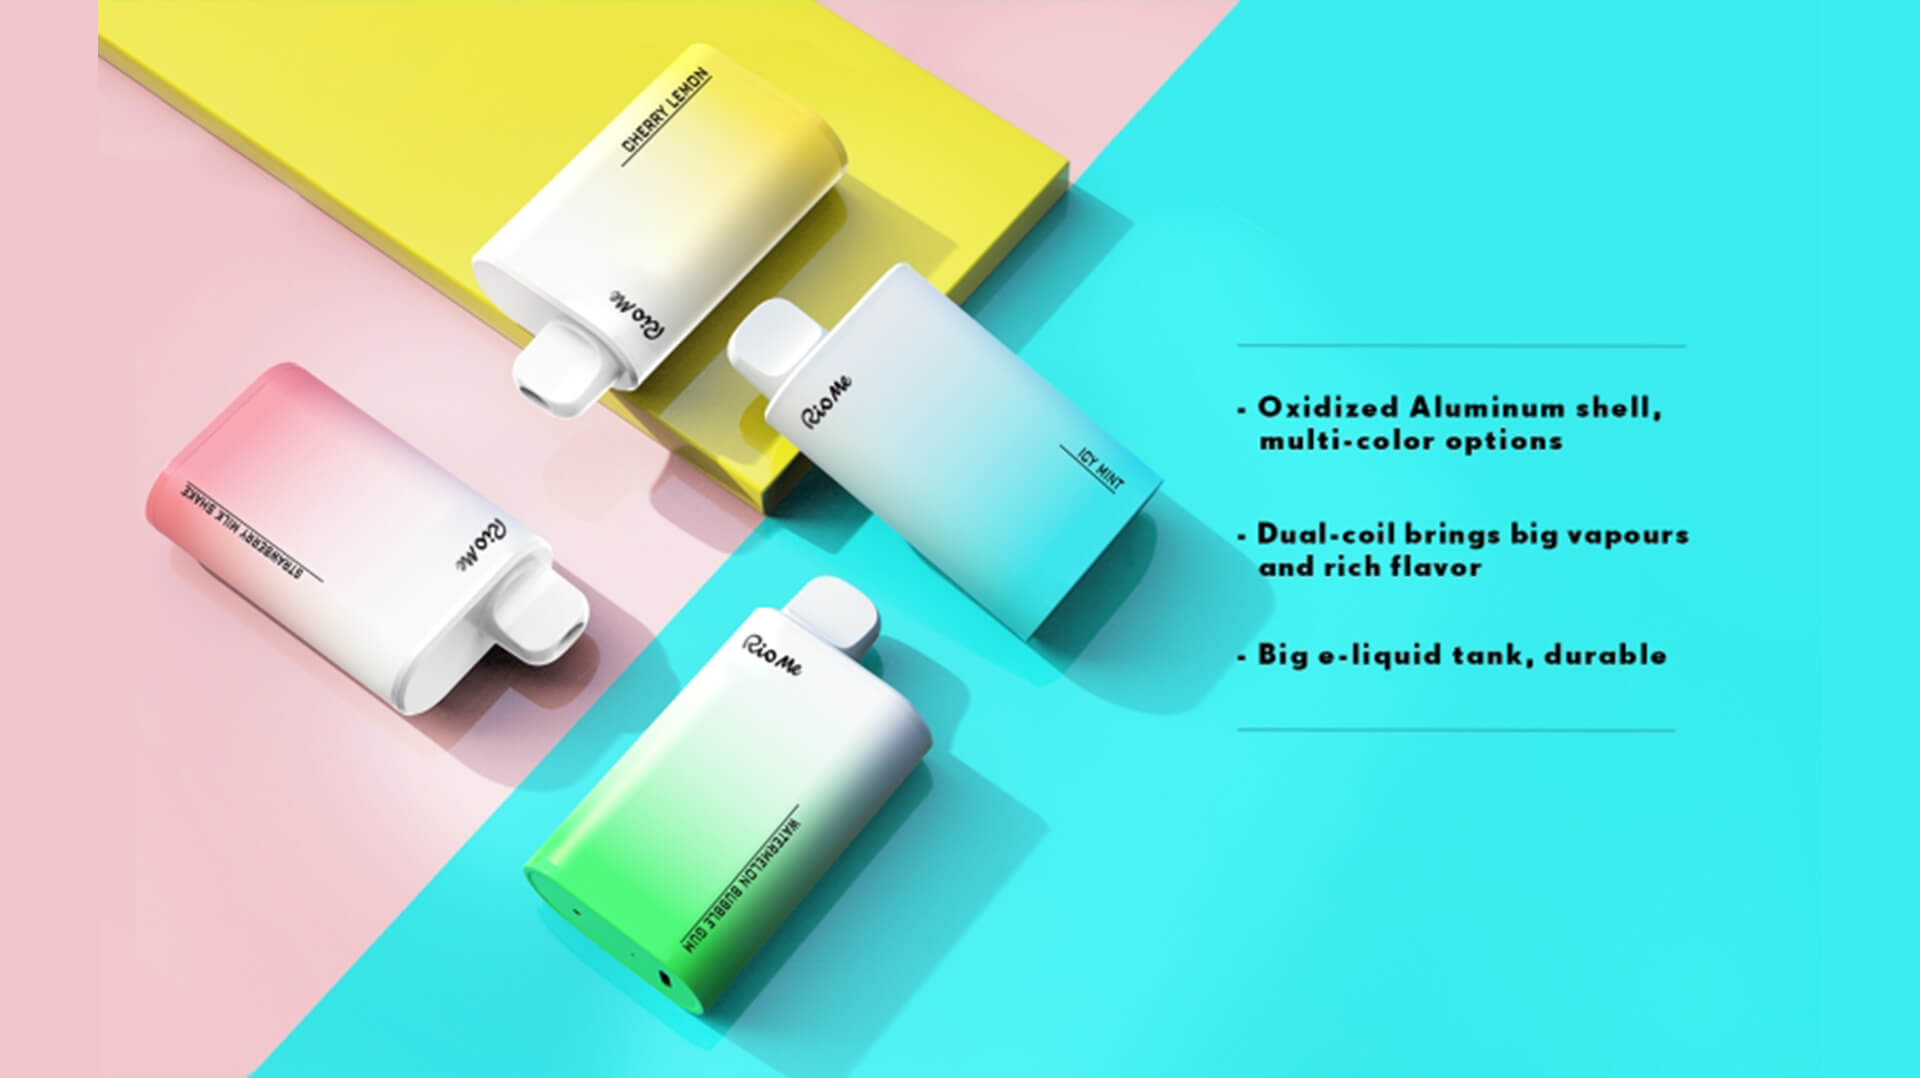 CHERRY LEMON
Rio Me
Rio Me
ICY MINT
STRAWBERRY MILK SHAKE
Rio Me
Rio Me
WATERMELON BUBBLE GUM
- Oxidized Aluminum shell,
multi-color options
- Dual-coil brings big vapours
and rich flavor
- Big e-liquid tank, durable